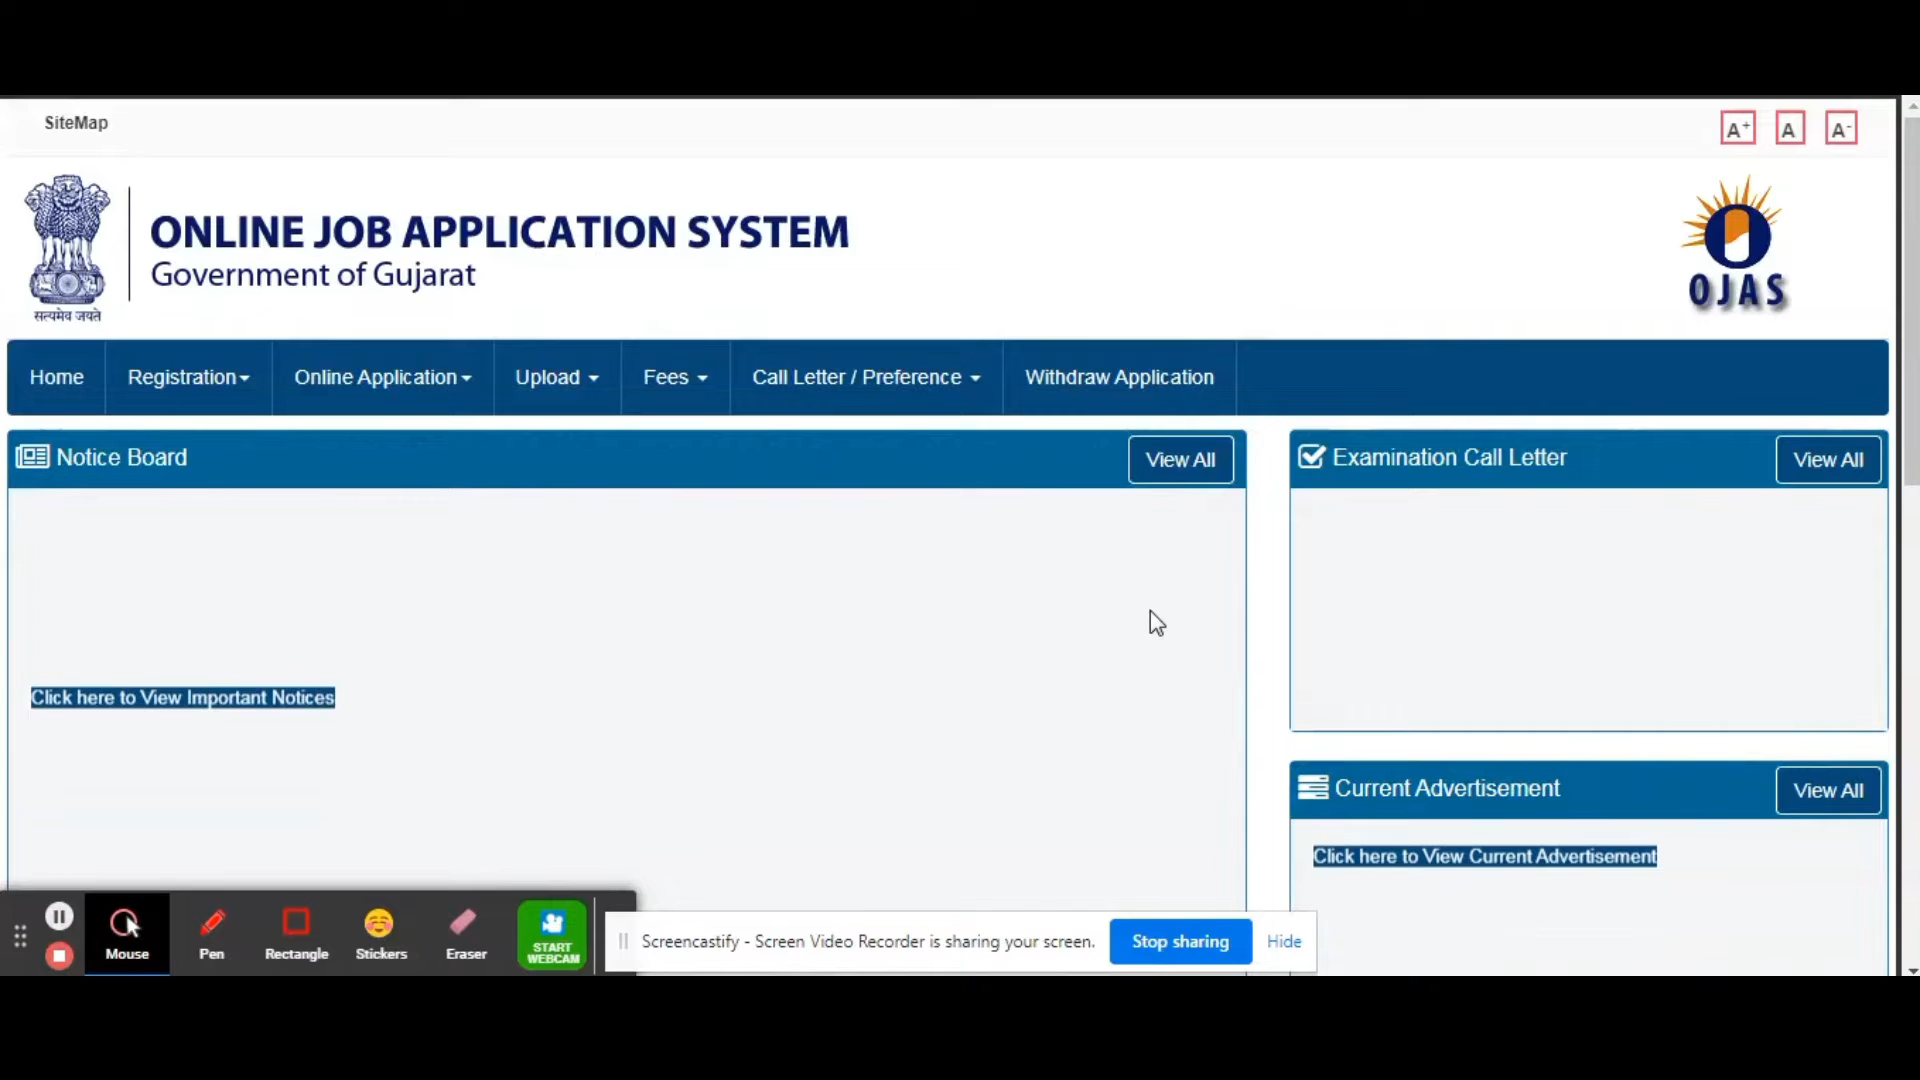 SiteMap
A+ A A-
ONLINE JOB APPLICATION SYSTEM
Government of Gujarat
सत्यमेव जयते
OJAS
Home Registration Online Application Upload Fees Call Letter / Preference Withdraw Application
Notice Board View All
Examination Call Letter View All
Click here to View Important Notices
Current Advertisement View All
Click here to View Current Advertisement
Mouse Pen Rectangle Stickers Eraser START WEBCAM
Screencastify - Screen Video Recorder is sharing your screen. Stop sharing Hide